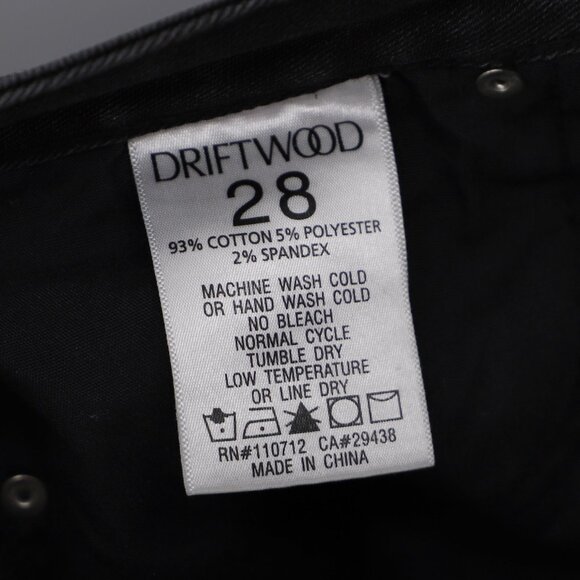 DRIFTWOOD
28
93% COTTON 5% POLYESTER
2% SPANDEX
MACHINE WASH COLD
OR HAND WASH COLD
NO BLEACH
NORMAL CYCLE
TUMBLE DRY
LOW TEMPERATURE
OR LINE DRY
RN#110712 CA#29438
MADE IN CHINA